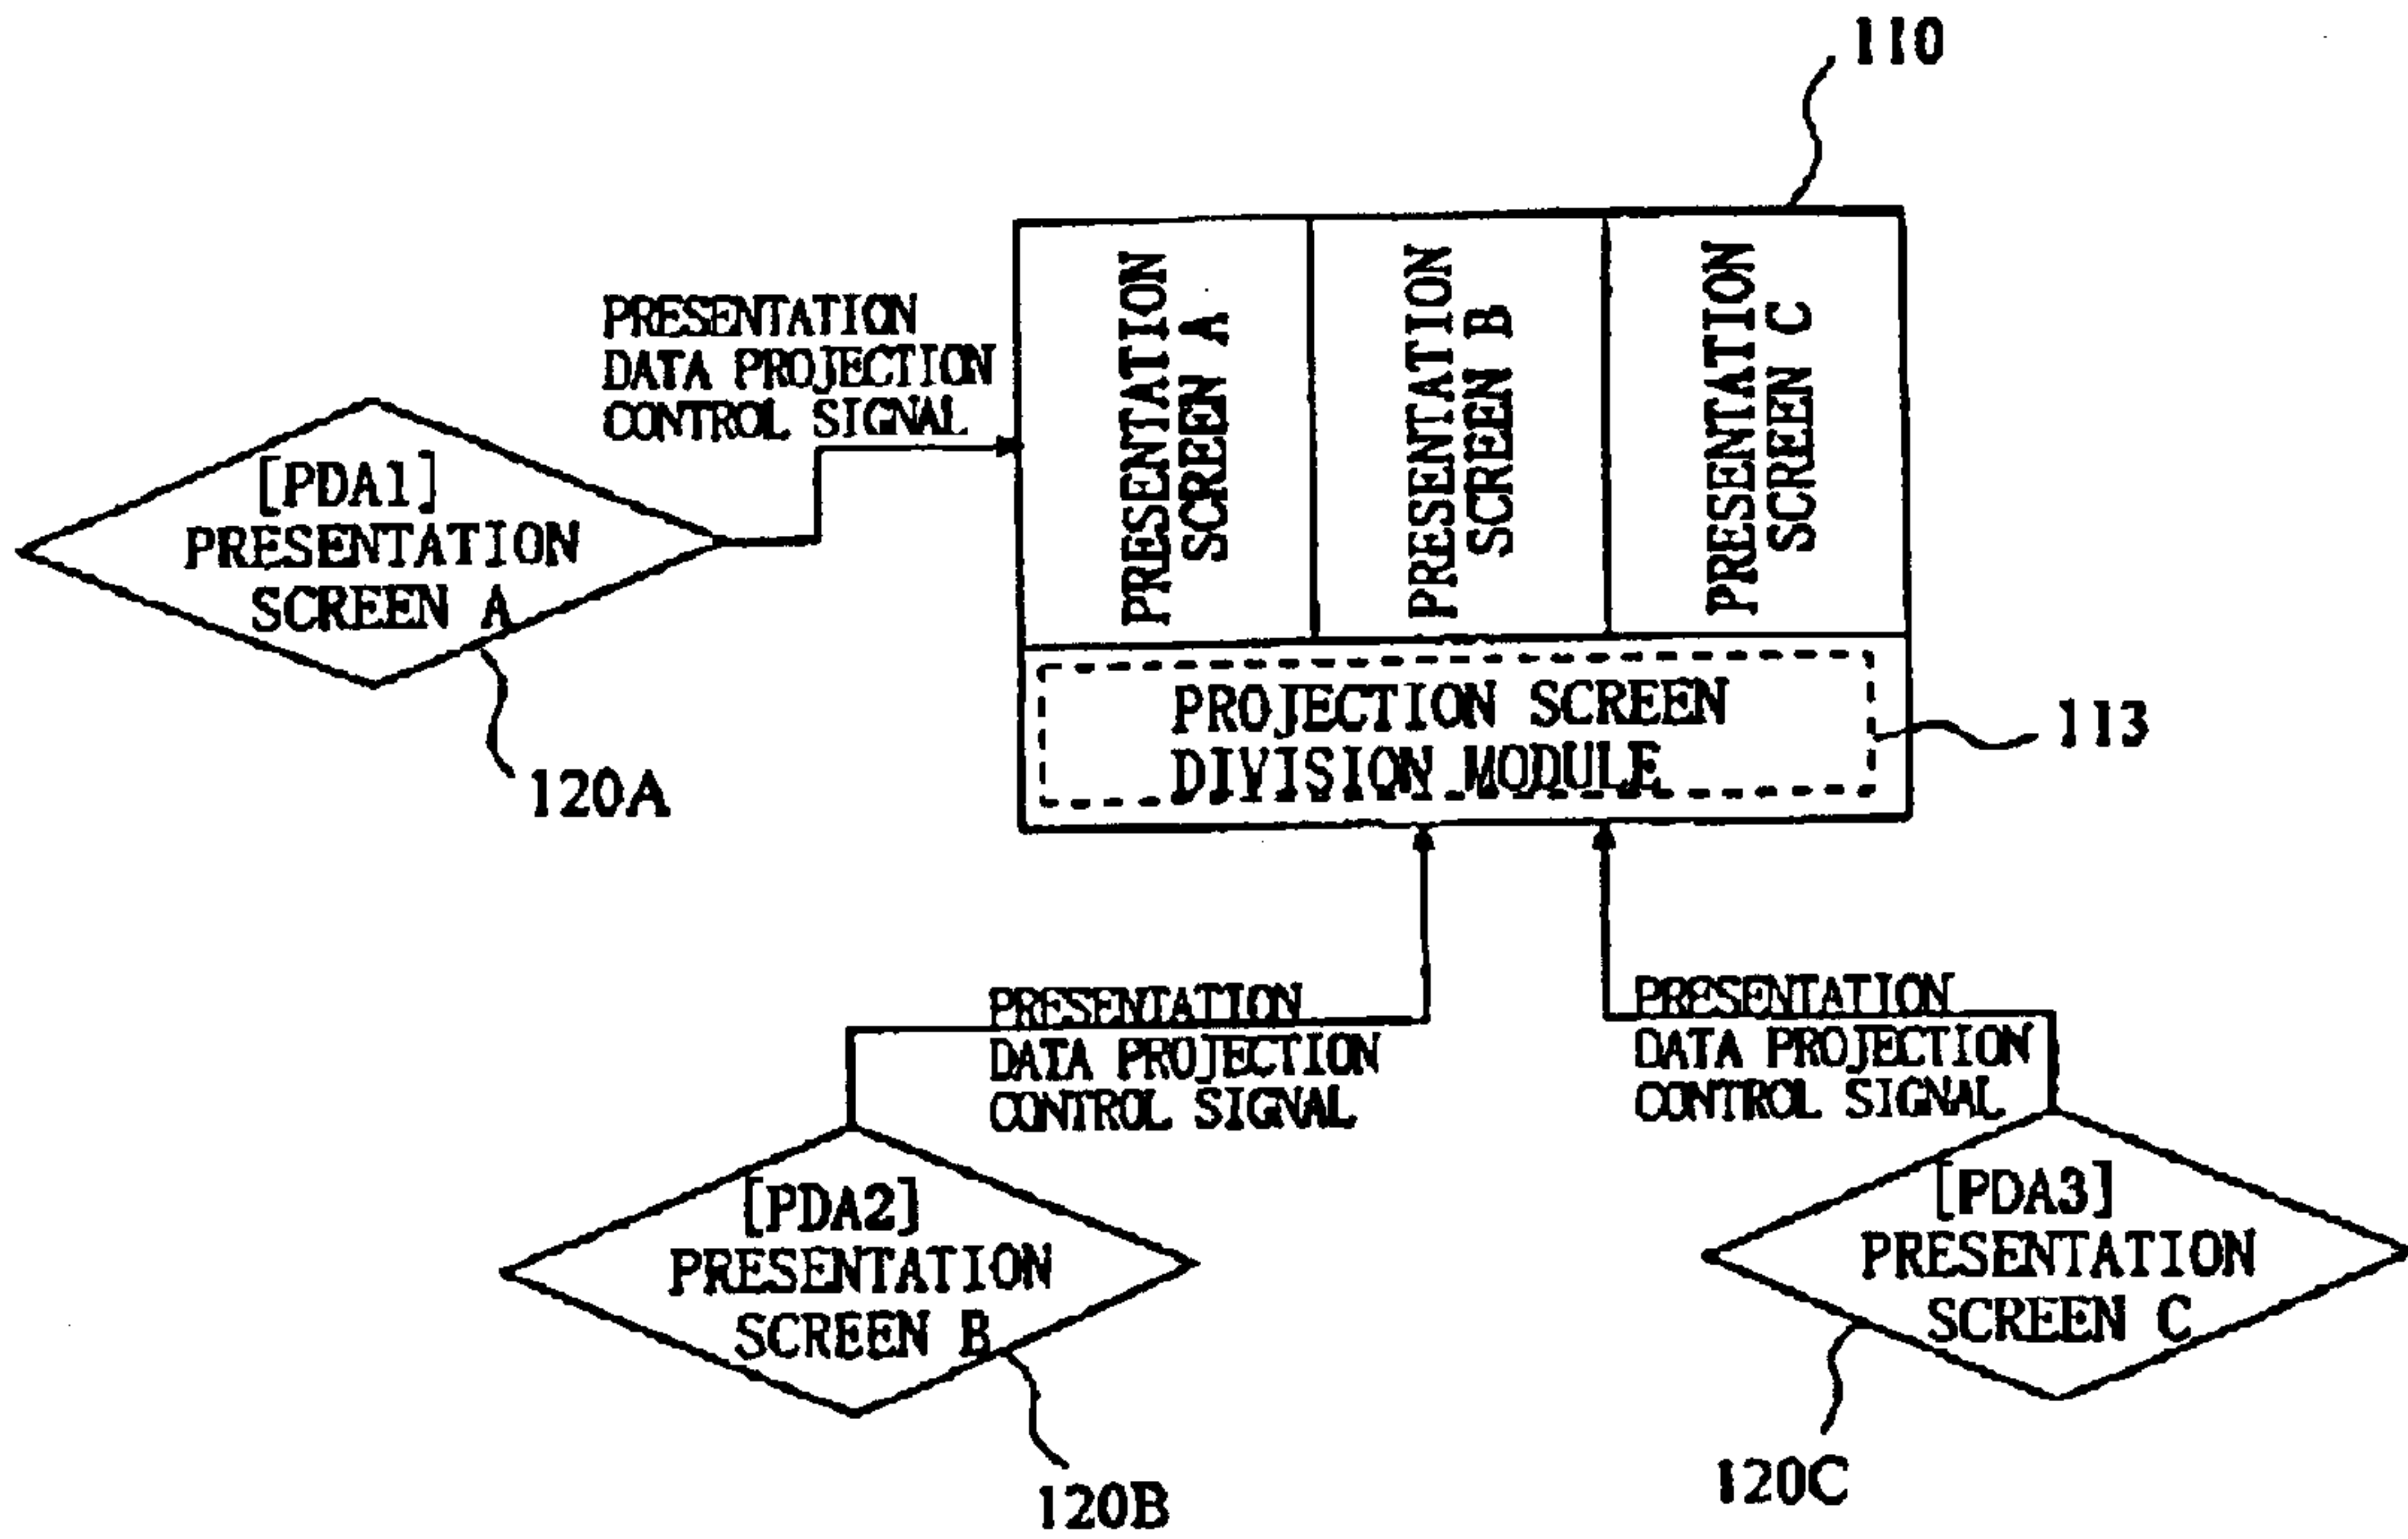 110
PRESENTATION
DATA PROJECTION
CONTROL SIGNAL
PRESENTATION
SCREEN A
PRESENTATION
SCREEN B
PRESENTATION
SCREEN C
[PDA1]
PRESENTATION
SCREEN A
120A
PROJECTION SCREEN
DIVISION MODULE
113
PRESENTATION
DATA PROJECTION
CONTROL SIGNAL
PRESENTATION
DATA PROJECTION
CONTROL SIGNAL
[PDA2]
PRESENTATION
SCREEN B
120B
[PDA3]
PRESENTATION
SCREEN C
120C